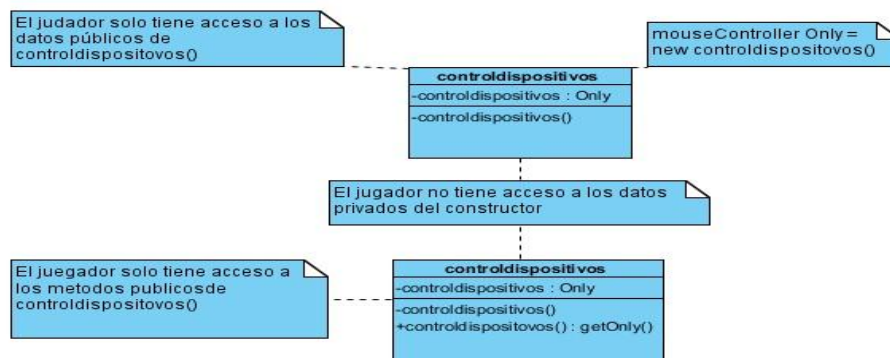 El judador solo tiene acceso a los
datos públicos de
controldispositovos()
mouseController Only =
new controldispositovos()
controldispositivos
-controldispositivos : Only
-controldispositivos()
El jugador no tiene acceso a los datos
privados del constructor
El juegador solo tiene acceso a
los metodos publicosde
controldispositovos()
controldispositivos
-controldispositivos : Only
-controldispositivos()
+controldispositovos() : getOnly()